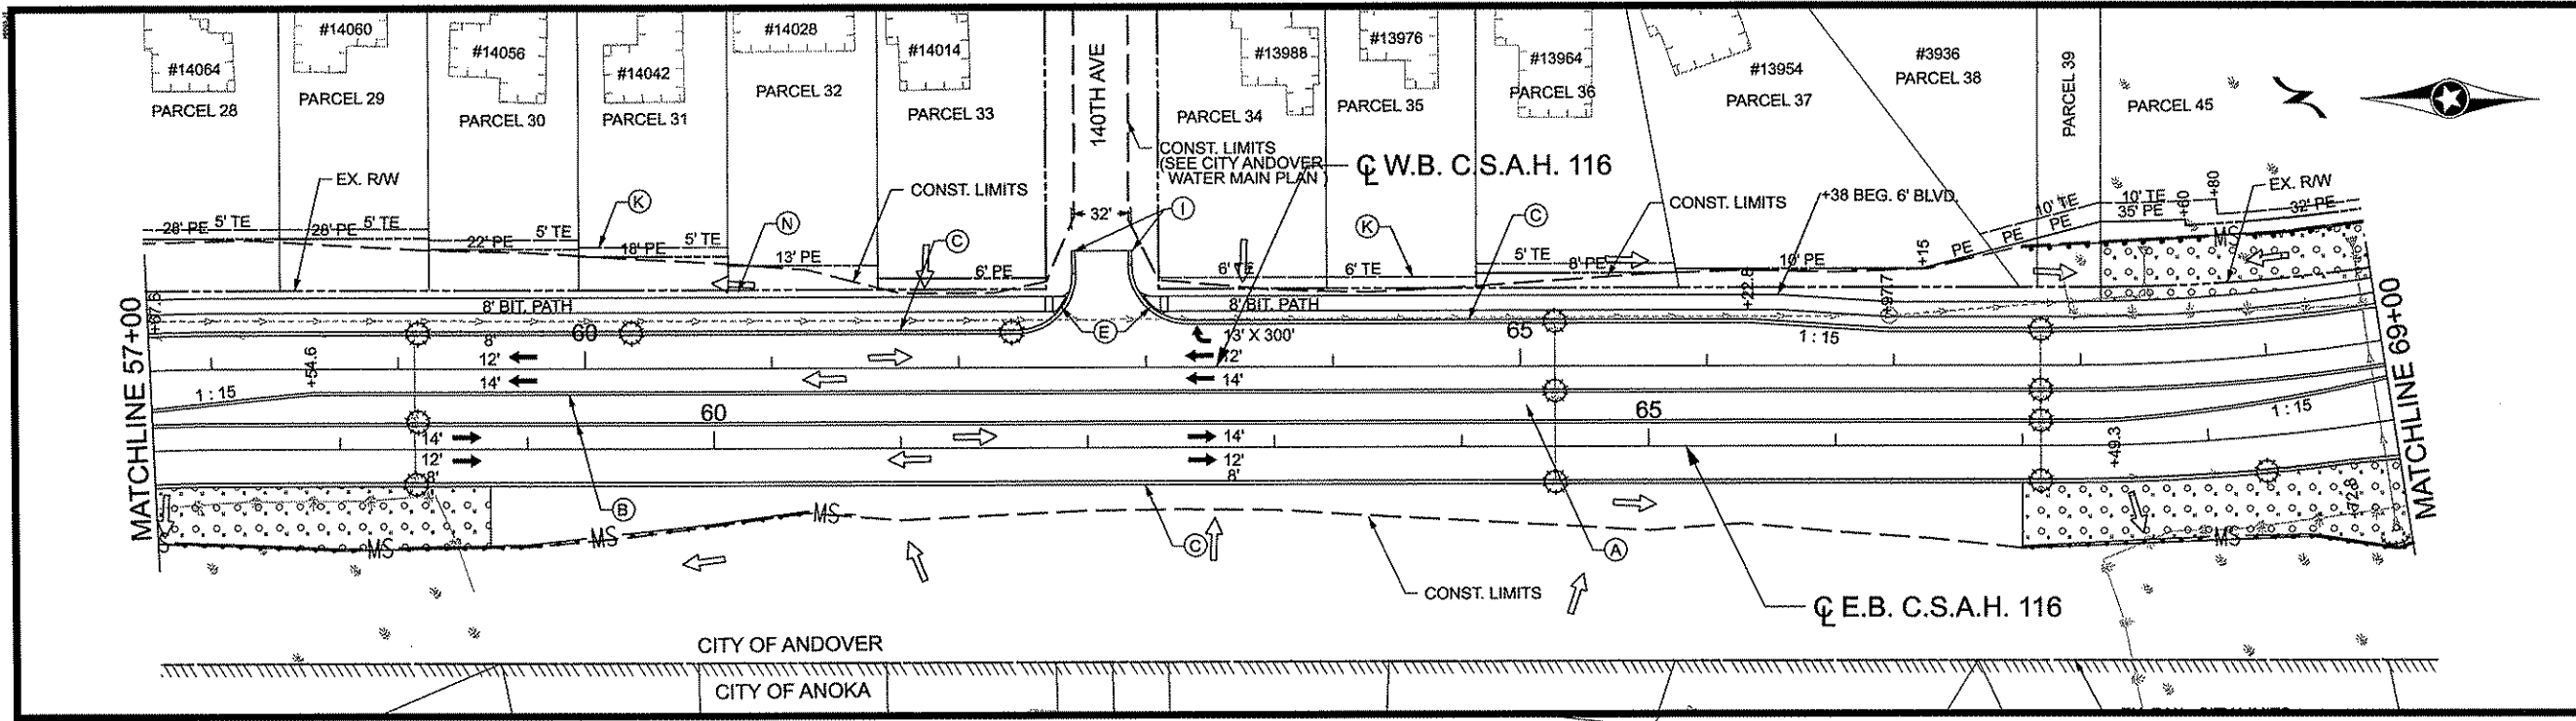 #14064
PARCEL 28
#14060
PARCEL 29
#14056
PARCEL 30
#14042
PARCEL 31
#14028
PARCEL 32
#14014
PARCEL 33
140TH AVE
CONST. LIMITS
(SEE CITY ANDOVER
WATER MAIN PLAN)
#13988
PARCEL 34
#13976
PARCEL 35
#13964
PARCEL 36
#13954
PARCEL 37
#3936
PARCEL 38
PARCEL 39
PARCEL 45
℄ W.B. C.S.A.H. 116
EX. R/W
K
N
CONST. LIMITS
C
32'
I
K
CONST. LIMITS
+38 BEG. 6' BLVD.
C
+15
10' TE
10' TE
+60
+80
EX. R/W
35' PE
32' PE
PE
PE
PE
MS
28' PE
5' TE
28' PE
5' TE
22' PE
5' TE
18' PE
5' TE
13' PE
6' PE
6' TE
6' TE
5' TE
8' PE
10' PE
+22.8
+97.7
8' BIT. PATH
8' BIT. PATH
60
E
13' X 300'
65
1 : 15
8'
12'
14'
12'
14'
+54.6
1 : 15
MATCHLINE 57+00
60
65
1 : 15
MATCHLINE 69+00
14'
12'
8'
14'
12'
8'
+49.3
+72.8
B
C
A
MS
MS
MS
MS
CONST. LIMITS
℄ E.B. C.S.A.H. 116
CITY OF ANDOVER
CITY OF ANOKA